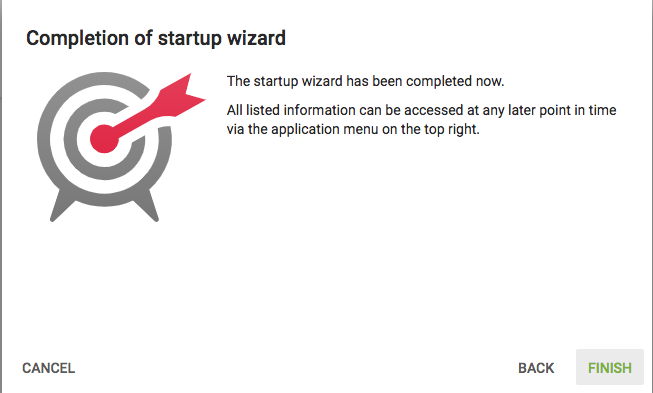 Completion of startup wizard
The startup wizard has been completed now.
All listed information can be accessed at any later point in time
via the application menu on the top right.
CANCEL
BACK
FINISH